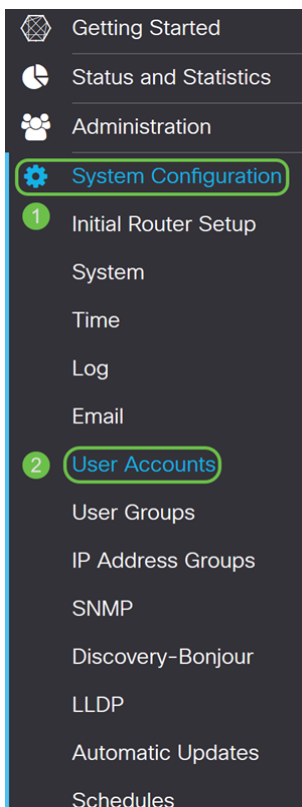 Getting Started
Status and Statistics
Administration
System Configuration
1
Initial Router Setup
System
Time
Log
Email
2 User Accounts
User Groups
IP Address Groups
SNMP
Discovery-Bonjour
LLDP
Automatic Updates
Schedules